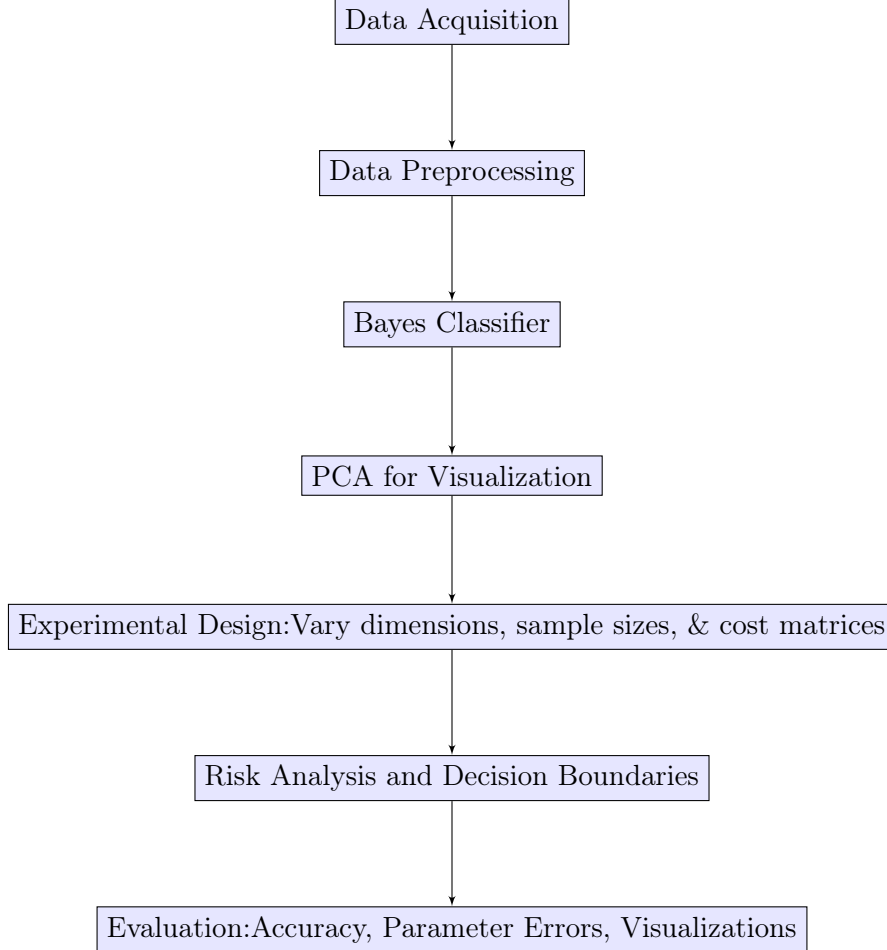 Data Acquisition
Data Preprocessing
Bayes Classifier
PCA for Visualization
Experimental Design:Vary dimensions, sample sizes, & cost matrices
Risk Analysis and Decision Boundaries
Evaluation:Accuracy, Parameter Errors, Visualizations